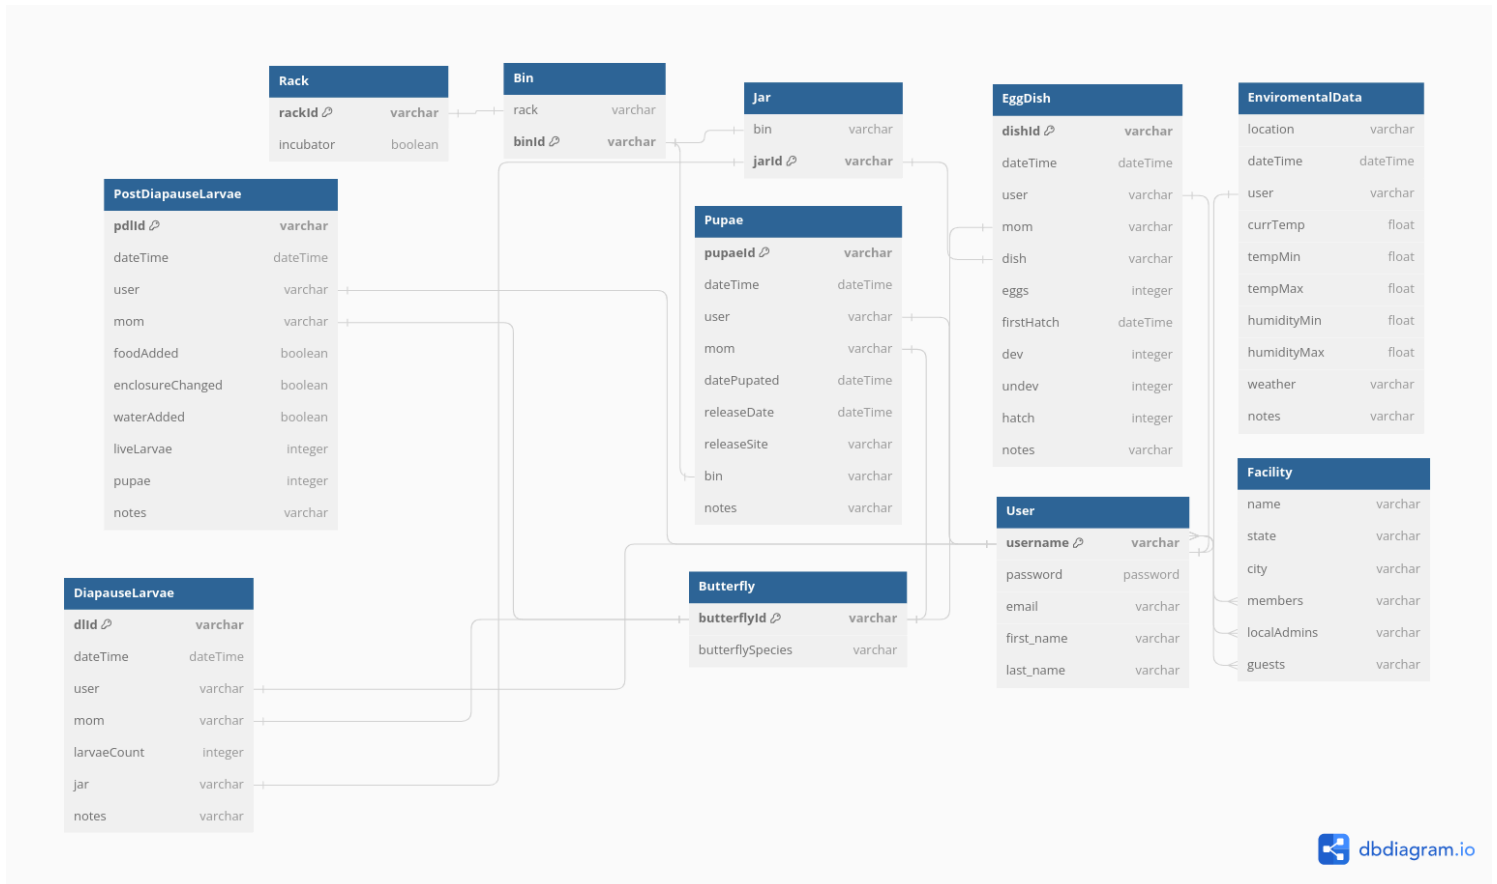 Rack
rackId varchar
incubator boolean
Bin
rack varchar
binId varchar
Jar
bin varchar
jarId varchar
EggDish
dishId varchar
dateTime dateTime
user varchar
mom varchar
dish varchar
eggs integer
firstHatch dateTime
dev integer
undev integer
hatch integer
notes varchar
EnviromentalData
location varchar
dateTime dateTime
user varchar
currTemp float
tempMin float
tempMax float
humidityMin float
humidityMax float
weather varchar
notes varchar
PostDiapauseLarvae
pdlId varchar
dateTime dateTime
user varchar
mom varchar
foodAdded boolean
enclosureChanged boolean
waterAdded boolean
liveLarvae integer
pupae integer
notes varchar
Pupae
pupaeId varchar
dateTime dateTime
user varchar
mom varchar
datePupated dateTime
releaseDate dateTime
releaseSite varchar
bin varchar
notes varchar
Facility
name varchar
state varchar
city varchar
members varchar
localAdmins varchar
guests varchar
User
username varchar
password password
email varchar
first_name varchar
last_name varchar
Butterfly
butterflyId varchar
butterflySpecies varchar
DiapauseLarvae
dlId varchar
dateTime dateTime
user varchar
mom varchar
larvaeCount integer
jar varchar
notes varchar
dbdiagram.io